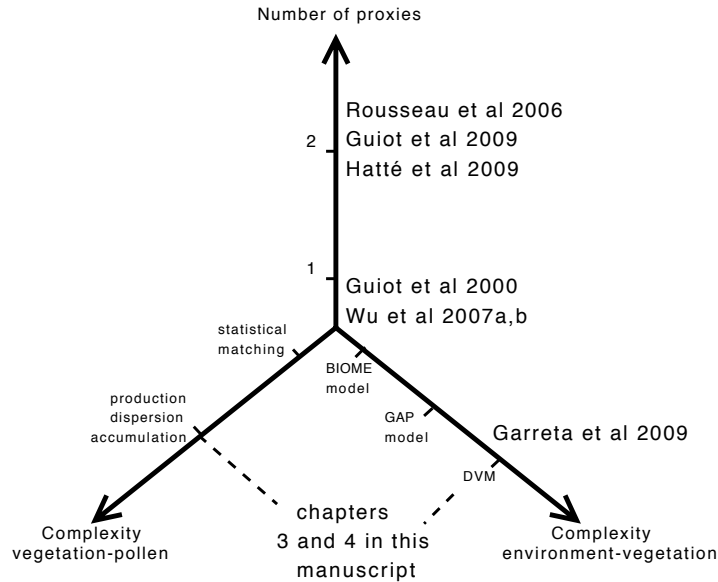 Number of proxies
Rousseau et al 2006
2
Guiot et al 2009
Hatté et al 2009
1
Guiot et al 2000
Wu et al 2007a,b
statistical
matching
BIOME
model
production
dispersion
accumulation
GAP
model
Garreta et al 2009
DVM
chapters
3 and 4 in this
manuscript
Complexity
vegetation-pollen
Complexity
environment-vegetation